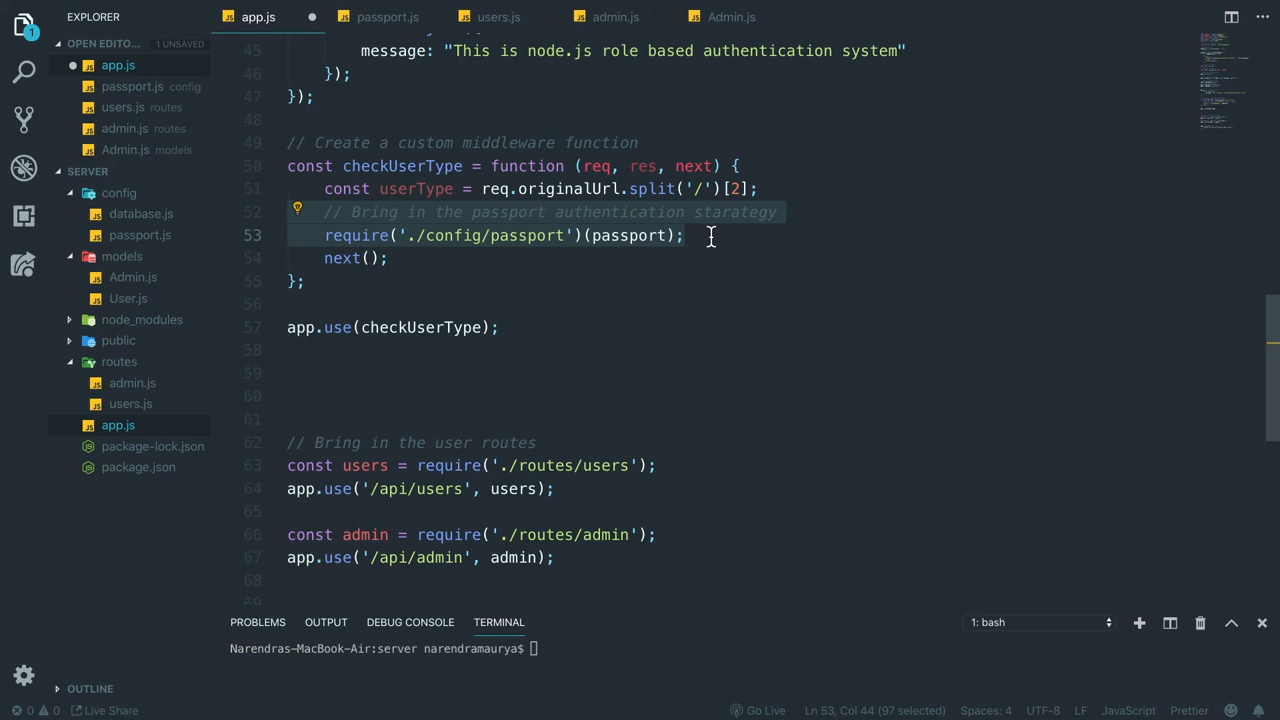 EXPLORER
app.js
passport.js
users.js
admin.js
Admin.js
OPEN EDITO... 1 UNSAVED
app.js
passport.js config
users.js routes
admin.js routes
Admin.js models
SERVER
config
database.js
passport.js
models
Admin.js
User.js
node_modules
public
routes
admin.js
users.js
app.js
package-lock.json
package.json
OUTLINE
1
45 message: "This is node.js role based authentication system"
46 });
47 });
48
49 // Create a custom middleware function
50 const checkUserType = function (req, res, next) {
51 const userType = req.originalUrl.split('/')[2];
52 // Bring in the passport authentication starategy
53 require('./config/passport')(passport);
54 next();
55 };
56
57 app.use(checkUserType);
58
59
60
61
62 // Bring in the user routes
63 const users = require('./routes/users');
64 app.use('/api/users', users);
65
66 const admin = require('./routes/admin');
67 app.use('/api/admin', admin);
68
69
PROBLEMS OUTPUT DEBUG CONSOLE TERMINAL 1: bash
Narendras-MacBook-Air:server narendramaurya$
0 0 Live Share Go Live Ln 53, Col 44 (97 selected) Spaces: 4 UTF-8 LF JavaScript Prettier